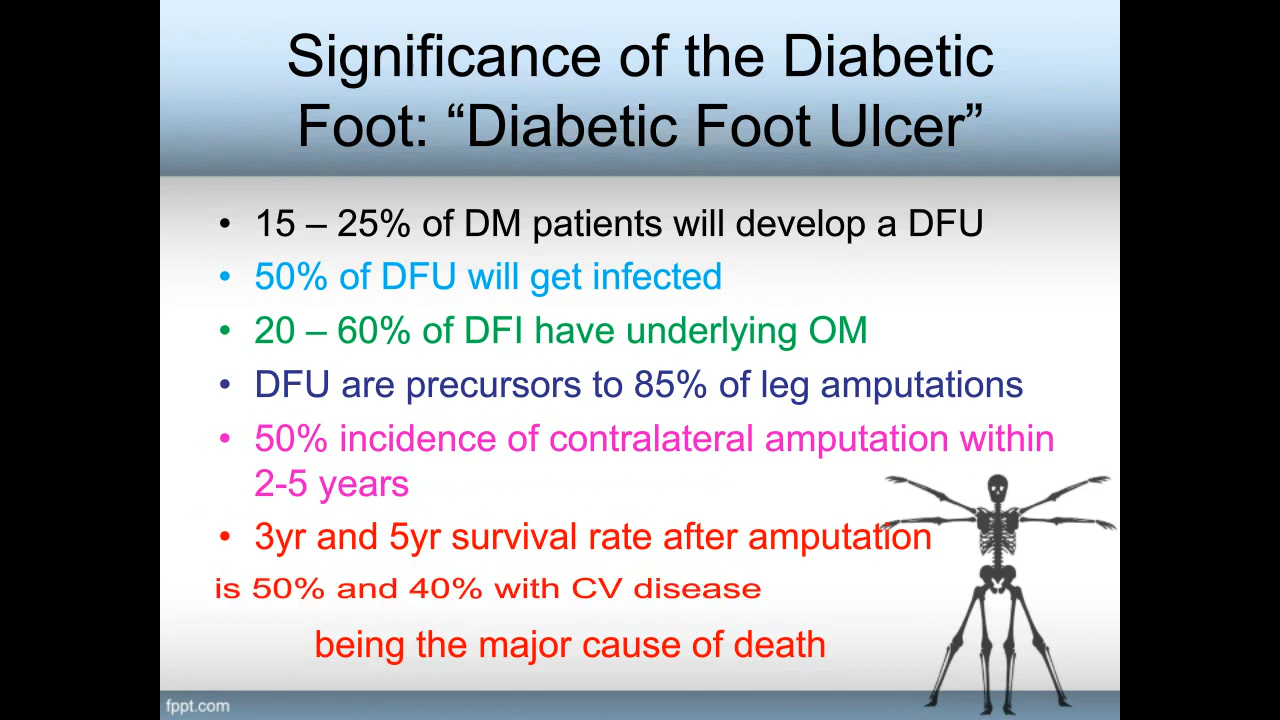 Significance of the Diabetic
Foot: “Diabetic Foot Ulcer”
• 15 – 25% of DM patients will develop a DFU
• 50% of DFU will get infected
• 20 – 60% of DFI have underlying OM
• DFU are precursors to 85% of leg amputations
• 50% incidence of contralateral amputation within
2-5 years
• 3yr and 5yr survival rate after amputation
is 50% and 40% with CV disease
being the major cause of death
fppt.com